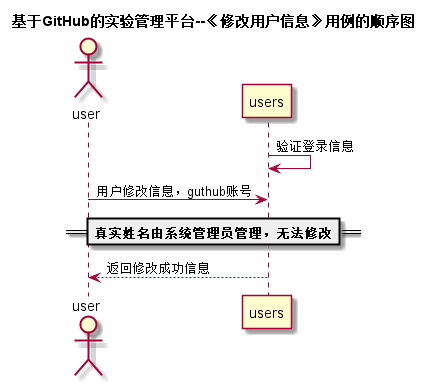 基于GitHub的实验管理平台--《修改用户信息》用例的顺序图
user
users
验证登录信息
用户修改信息，guthub账号
真实姓名由系统管理员管理，无法修改
返回修改成功信息
user
users